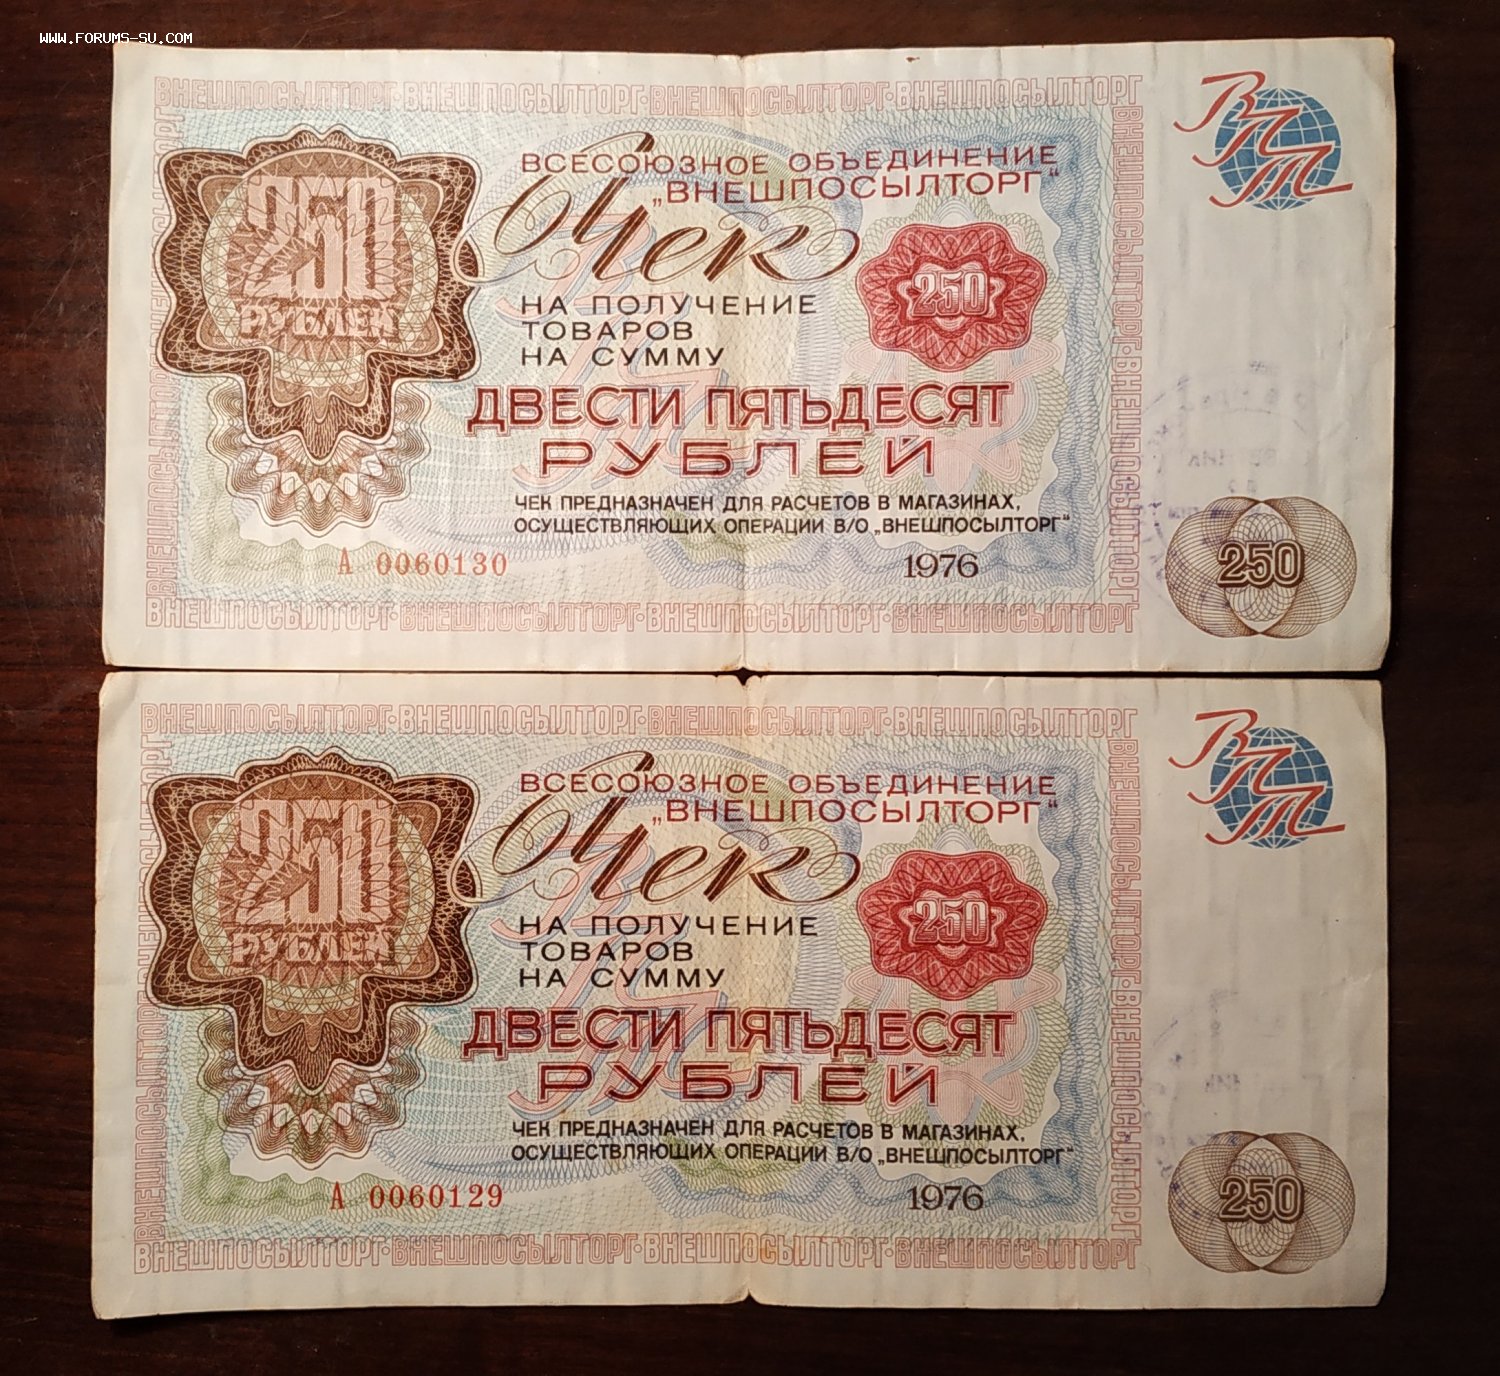 www.forums-su.com
ВНЕШПОСЫЛТОРГ·ВНЕШПОСЫЛТОРГ·ВНЕШПОСЫЛТОРГ·ВНЕШПОСЫЛТОРГ
ВПТ
ВСЕСОЮЗНОЕ ОБЪЕДИНЕНИЕ
„ВНЕШПОСЫЛТОРГ“
Чек
250
РУБЛЕЙ
250
НА ПОЛУЧЕНИЕ
ТОВАРОВ
НА СУММУ
ДВЕСТИ ПЯТЬДЕСЯТ
РУБЛЕЙ
ЧЕК ПРЕДНАЗНАЧЕН ДЛЯ РАСЧЕТОВ В МАГАЗИНАХ,
ОСУЩЕСТВЛЯЮЩИХ ОПЕРАЦИИ В/О „ВНЕШПОСЫЛТОРГ“
А 0060130
1976
250
ВНЕШПОСЫЛТОРГ·ВНЕШПОСЫЛТОРГ·ВНЕШПОСЫЛТОРГ·ВНЕШПОСЫЛТОРГ
ВНЕШПОСЫЛТОРГ·ВНЕШПОСЫЛТОРГ·ВНЕШПОСЫЛТОРГ·ВНЕШПОСЫЛТОРГ
ВПТ
ВСЕСОЮЗНОЕ ОБЪЕДИНЕНИЕ
„ВНЕШПОСЫЛТОРГ“
Чек
250
РУБЛЕЙ
250
НА ПОЛУЧЕНИЕ
ТОВАРОВ
НА СУММУ
ДВЕСТИ ПЯТЬДЕСЯТ
РУБЛЕЙ
ЧЕК ПРЕДНАЗНАЧЕН ДЛЯ РАСЧЕТОВ В МАГАЗИНАХ,
ОСУЩЕСТВЛЯЮЩИХ ОПЕРАЦИИ В/О „ВНЕШПОСЫЛТОРГ“
А 0060129
1976
250
ВНЕШПОСЫЛТОРГ·ВНЕШПОСЫЛТОРГ·ВНЕШПОСЫЛТОРГ·ВНЕШПОСЫЛТОРГ